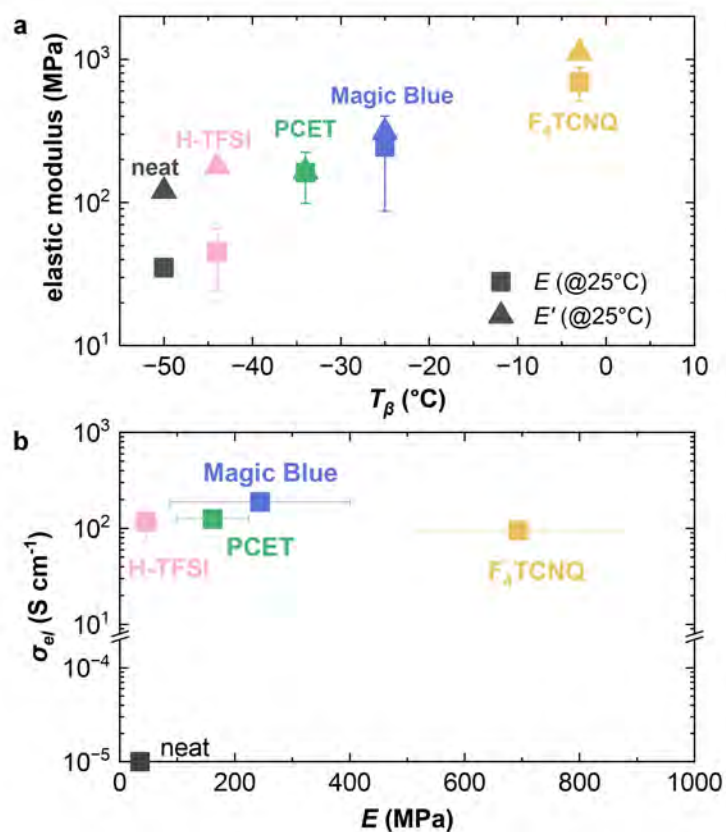 a
elastic modulus (MPa)
10³
10²
10¹
neat
H-TFSI
PCET
Magic Blue
F₄TCNQ
E (@25°C)
E' (@25°C)
−50 −40 −30 −20 −10 0 10
Tᵦ (°C)
b
σₑₗ (S cm⁻¹)
10³
10²
10¹
10⁻⁴
10⁻⁵
Magic Blue
PCET
H-TFSI
F₄TCNQ
neat
0 200 400 600 800 1000
E (MPa)